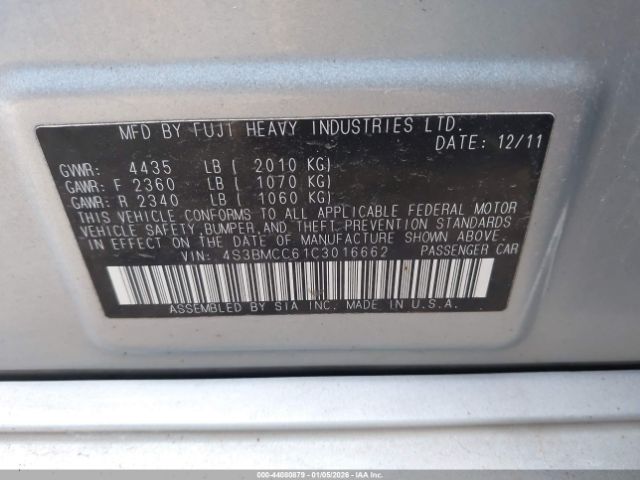 MFD BY FUJI HEAVY INDUSTRIES LTD.
DATE: 12/11
GVWR: 4435 LB ( 2010 KG)
GAWR: F 2360 LB ( 1070 KG)
GAWR: R 2340 LB ( 1060 KG)
THIS VEHICLE CONFORMS TO ALL APPLICABLE FEDERAL MOTOR
VEHICLE SAFETY, BUMPER, AND THEFT PREVENTION STANDARDS
IN EFFECT ON THE DATE OF MANUFACTURE SHOWN ABOVE.
VIN: 4S3BMCC61C3016662 PASSENGER CAR
ASSEMBLED BY SIA INC. MADE IN U.S.A.
000-44080879 | 01/05/2026 | IAA Inc.